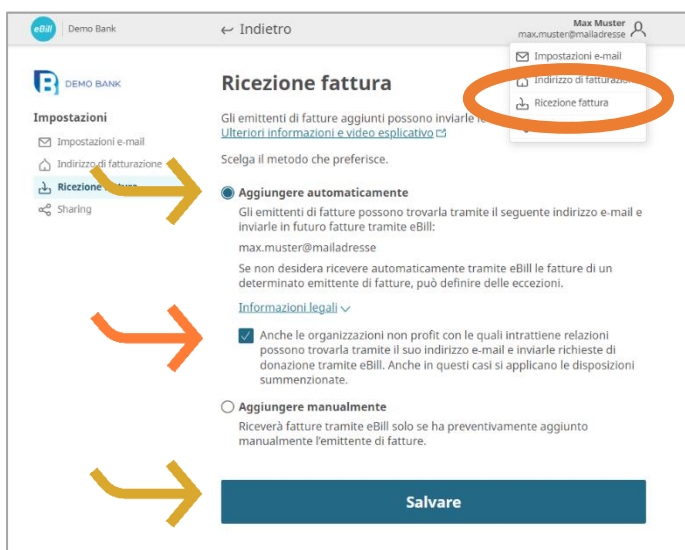 eBill Demo Bank
← Indietro
Max Muster
max.muster@mailadresse
Impostazioni e-mail
Indirizzo di fatturazione
Ricezione fattura
DEMO BANK
Impostazioni
Impostazioni e-mail
Indirizzo di fatturazione
Ricezione
Sharing
Ricezione fattura
Gli emittenti di fatture aggiunti possono inviarle
Ulteriori informazioni e video esplicativo
Scelga il metodo che preferisce.
Aggiungere automaticamente
Gli emittenti di fatture possono trovarla tramite il seguente indirizzo e-mail e
inviarle in futuro fatture tramite eBill:
max.muster@mailadresse
Se non desidera ricevere automaticamente tramite eBill le fatture di un
determinato emittente di fatture, può definire delle eccezioni.
Informazioni legali
Anche le organizzazioni non profit con le quali intrattiene relazioni
possono trovarla tramite il suo indirizzo e-mail e inviarle richieste di
donazione tramite eBill. Anche in questi casi si applicano le disposizioni
summenzionate.
Aggiungere manualmente
Riceverà fatture tramite eBill solo se ha preventivamente aggiunto
manualmente l'emittente di fatture.
Salvare